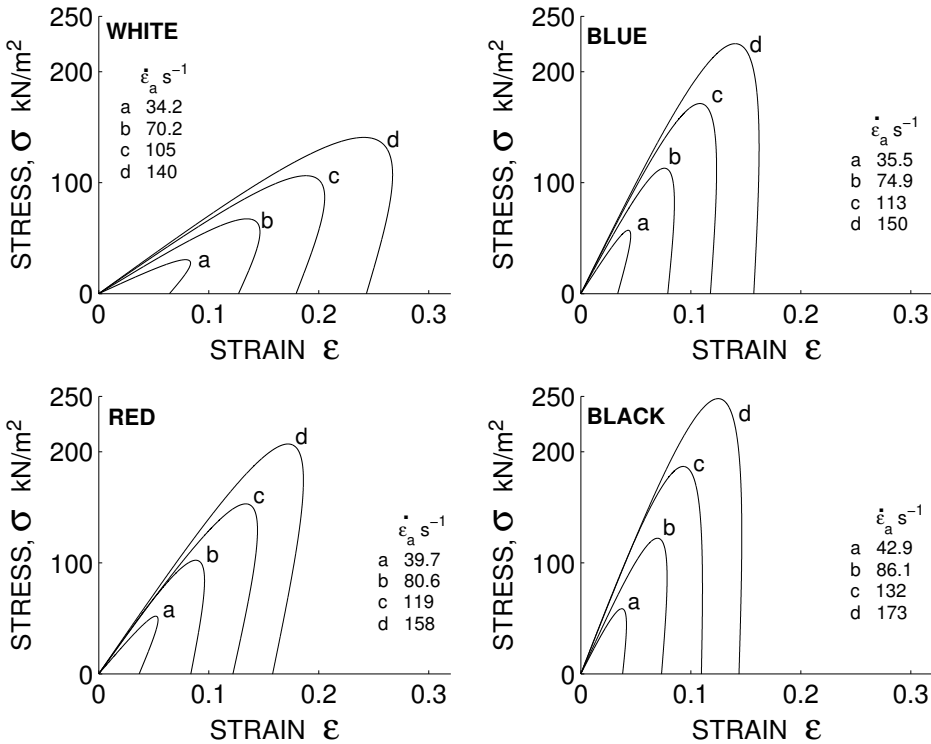 WHITE
250
200
100
0
STRESS, σ kN/m²
ε̇ₐ s⁻¹
a 34.2
b 70.2
c 105
d 140
a
b
c
d
0 0.1 0.2 0.3
STRAIN ε
BLUE
250
200
100
0
STRESS, σ kN/m²
ε̇ₐ s⁻¹
a 35.5
b 74.9
c 113
d 150
d
c
b
a
0 0.1 0.2 0.3
STRAIN ε
RED
250
200
100
0
STRESS, σ kN/m²
ε̇ₐ s⁻¹
a 39.7
b 80.6
c 119
d 158
d
c
b
a
0 0.1 0.2 0.3
STRAIN ε
BLACK
250
200
100
0
STRESS, σ kN/m²
ε̇ₐ s⁻¹
a 42.9
b 86.1
c 132
d 173
d
c
b
a
0 0.1 0.2 0.3
STRAIN ε